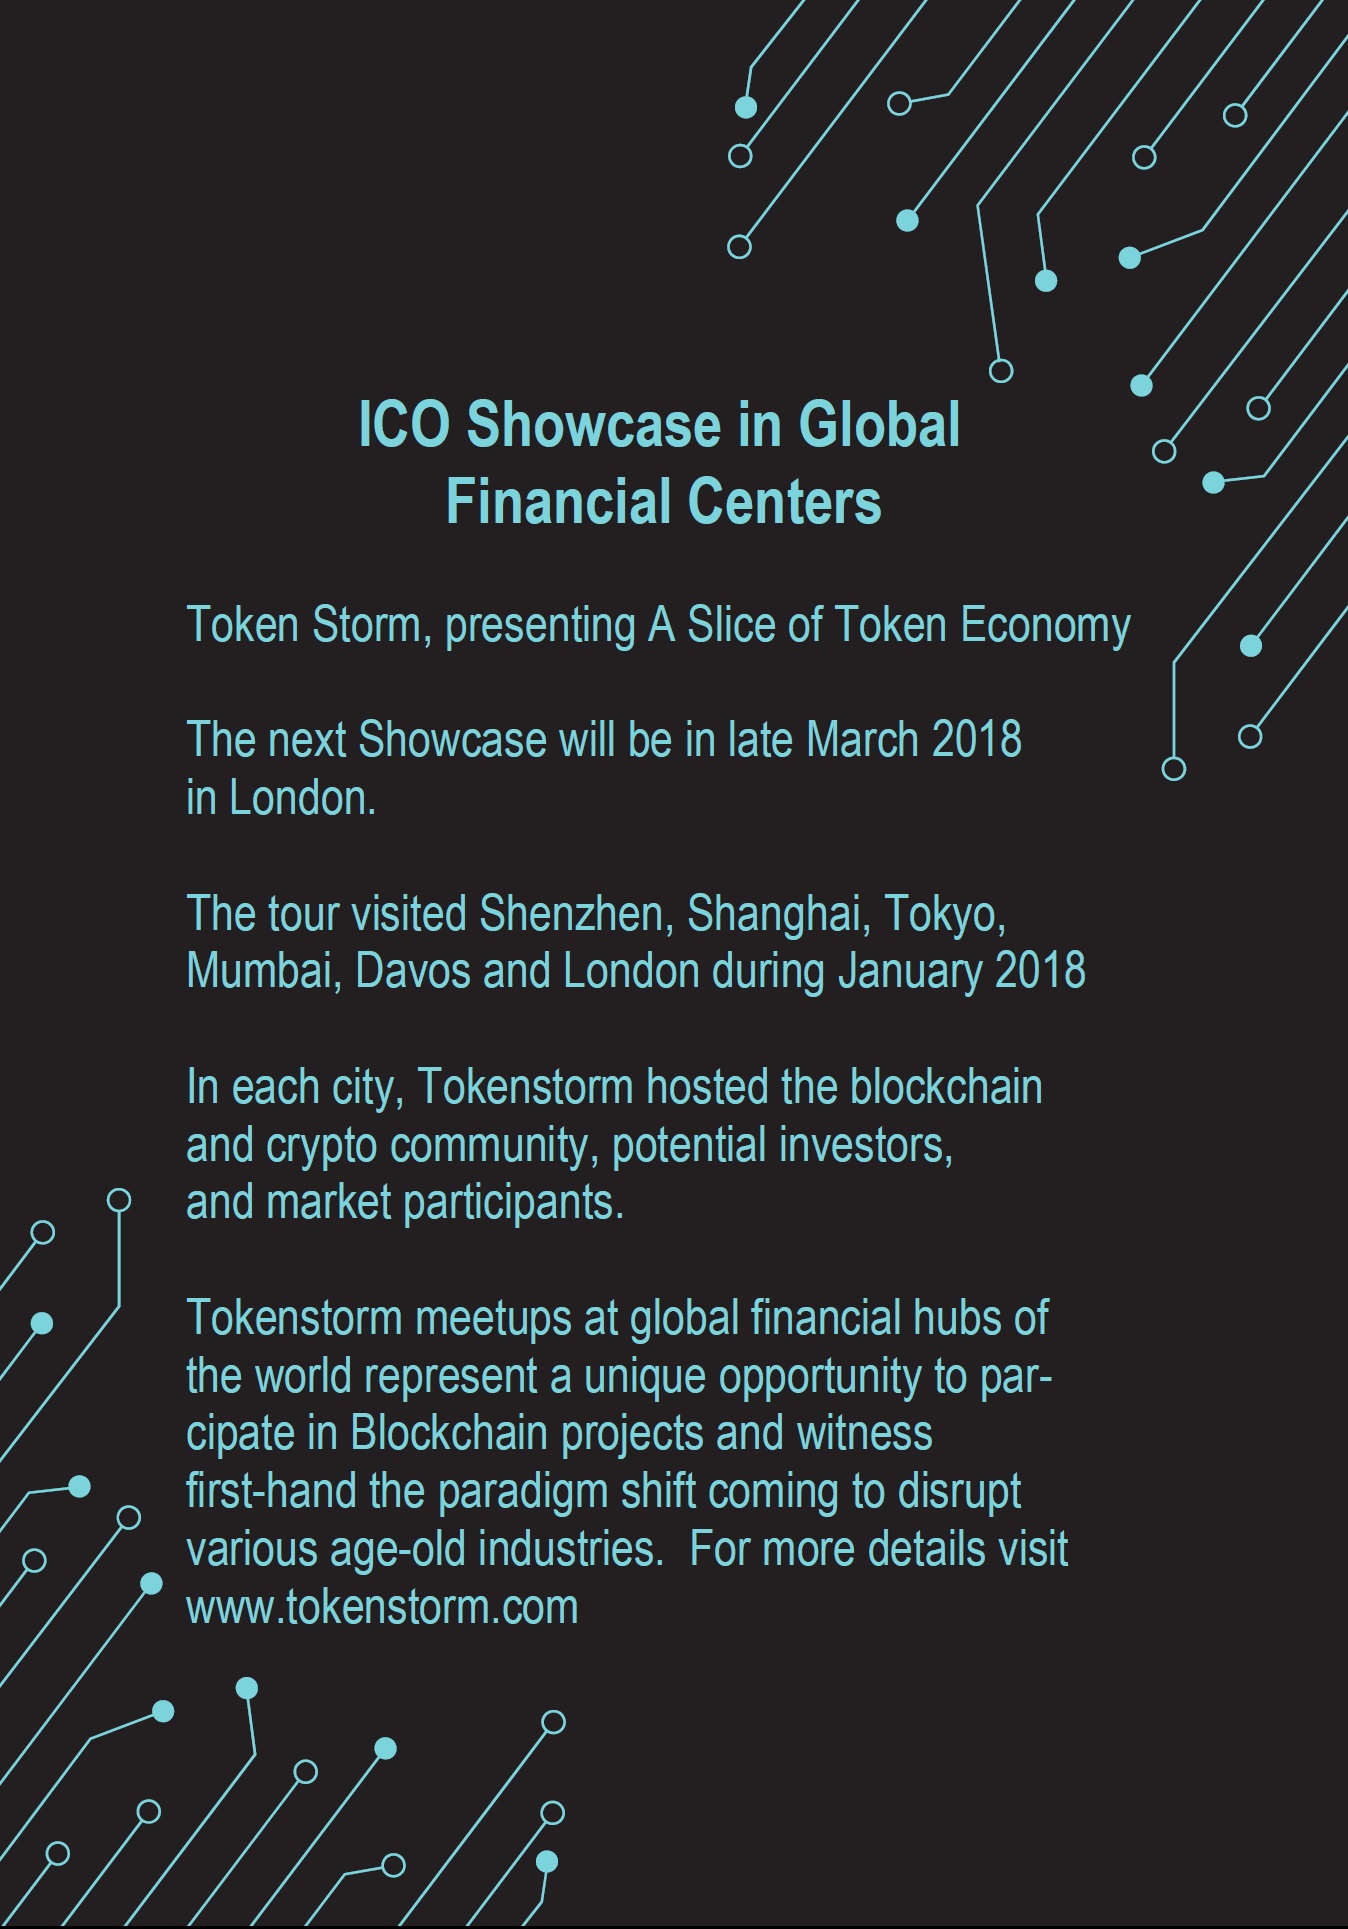 ICO Showcase in Global
Financial Centers
Token Storm, presenting A Slice of Token Economy
The next Showcase will be in late March 2018
in London.
The tour visited Shenzhen, Shanghai, Tokyo,
Mumbai, Davos and London during January 2018
In each city, Tokenstorm hosted the blockchain
and crypto community, potential investors,
and market participants.
Tokenstorm meetups at global financial hubs of
the world represent a unique opportunity to par-
cipate in Blockchain projects and witness
first-hand the paradigm shift coming to disrupt
various age-old industries.  For more details visit
www.tokenstorm.com